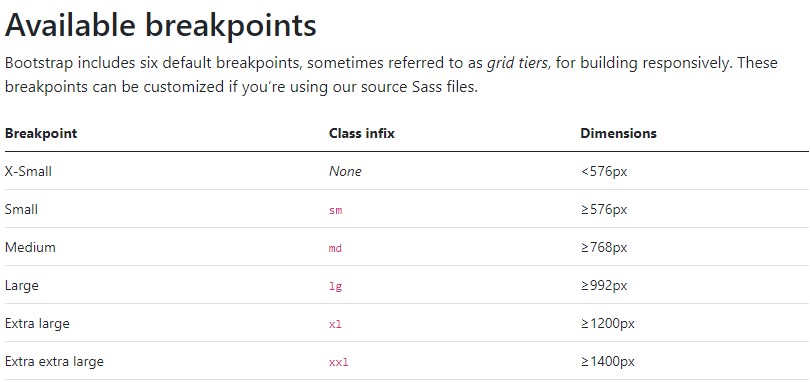 Available breakpoints
Bootstrap includes six default breakpoints, sometimes referred to as grid tiers, for building responsively. These
breakpoints can be customized if you’re using our source Sass files.
Breakpoint Class infix Dimensions
X-Small None <576px
Small sm ≥576px
Medium md ≥768px
Large lg ≥992px
Extra large xl ≥1200px
Extra extra large xxl ≥1400px